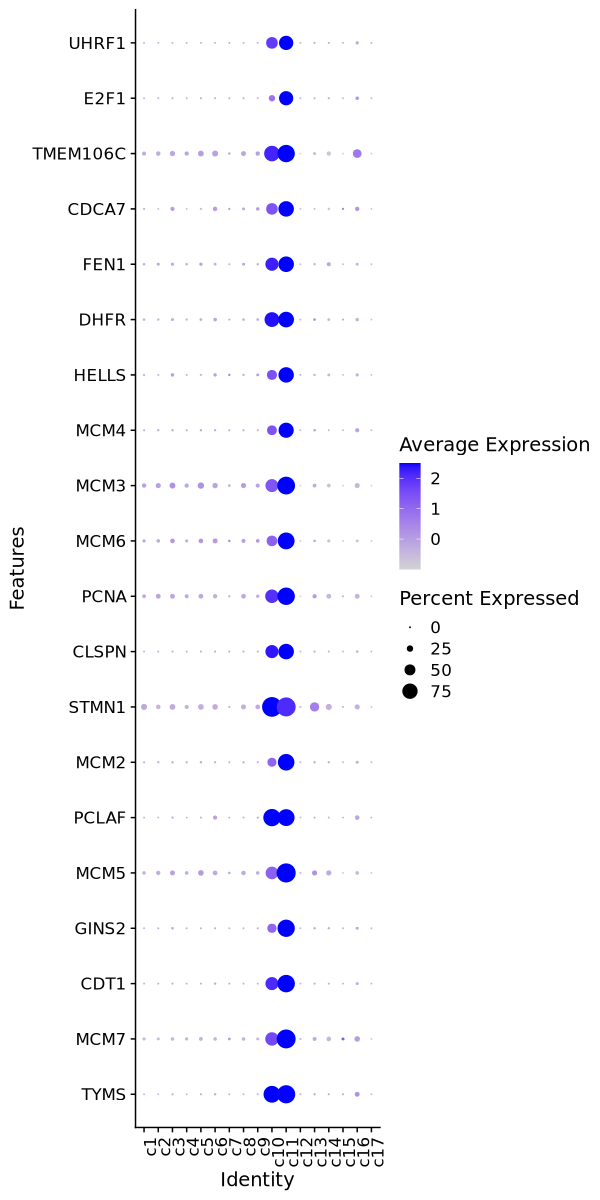 UHRF1
E2F1
TMEM106C
CDCA7
FEN1
DHFR
HELLS
MCM4
MCM3
MCM6
PCNA
CLSPN
STMN1
MCM2
PCLAF
MCM5
GINS2
CDT1
MCM7
TYMS
Features
c1
c2
c3
c4
c5
c6
c7
c8
c9
c10
c11
c12
c13
c14
c15
c16
c17
Identity
Average Expression
2
1
0
Percent Expressed
0
25
50
75